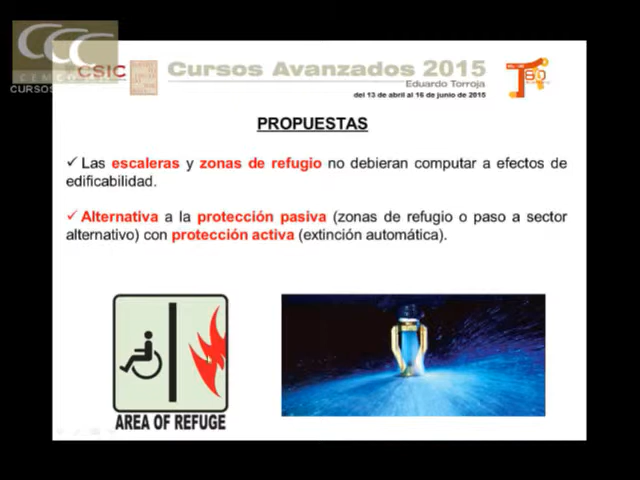 CCC
CEMCO
CURSOS
CSIC
Cursos Avanzados 2015
Eduardo Torroja
del 13 de abril al 16 de junio de 2015
PROPUESTAS
✓ Las escaleras y zonas de refugio no debieran computar a efectos de
edificabilidad.
✓ Alternativa a la protección pasiva (zonas de refugio o paso a sector
alternativo) con protección activa (extinción automática).
AREA OF REFUGE